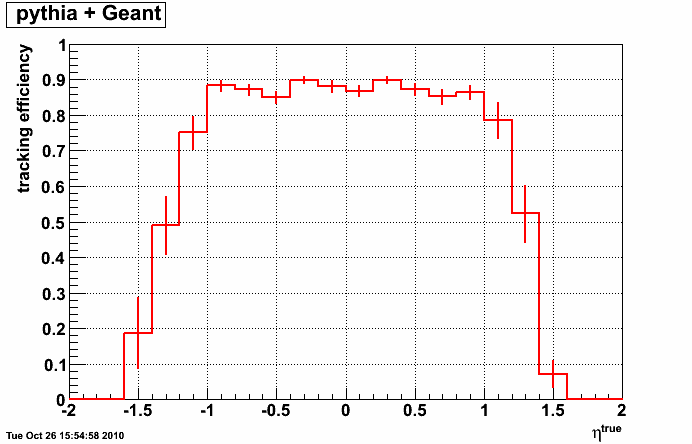 pythia + Geant
tracking efficiency
1
0.9
0.8
0.7
0.6
0.5
0.4
0.3
0.2
0.1
0
-2 -1.5 -1 -0.5 0 0.5 1 1.5 2
η^true
Tue Oct 26 15:54:58 2010